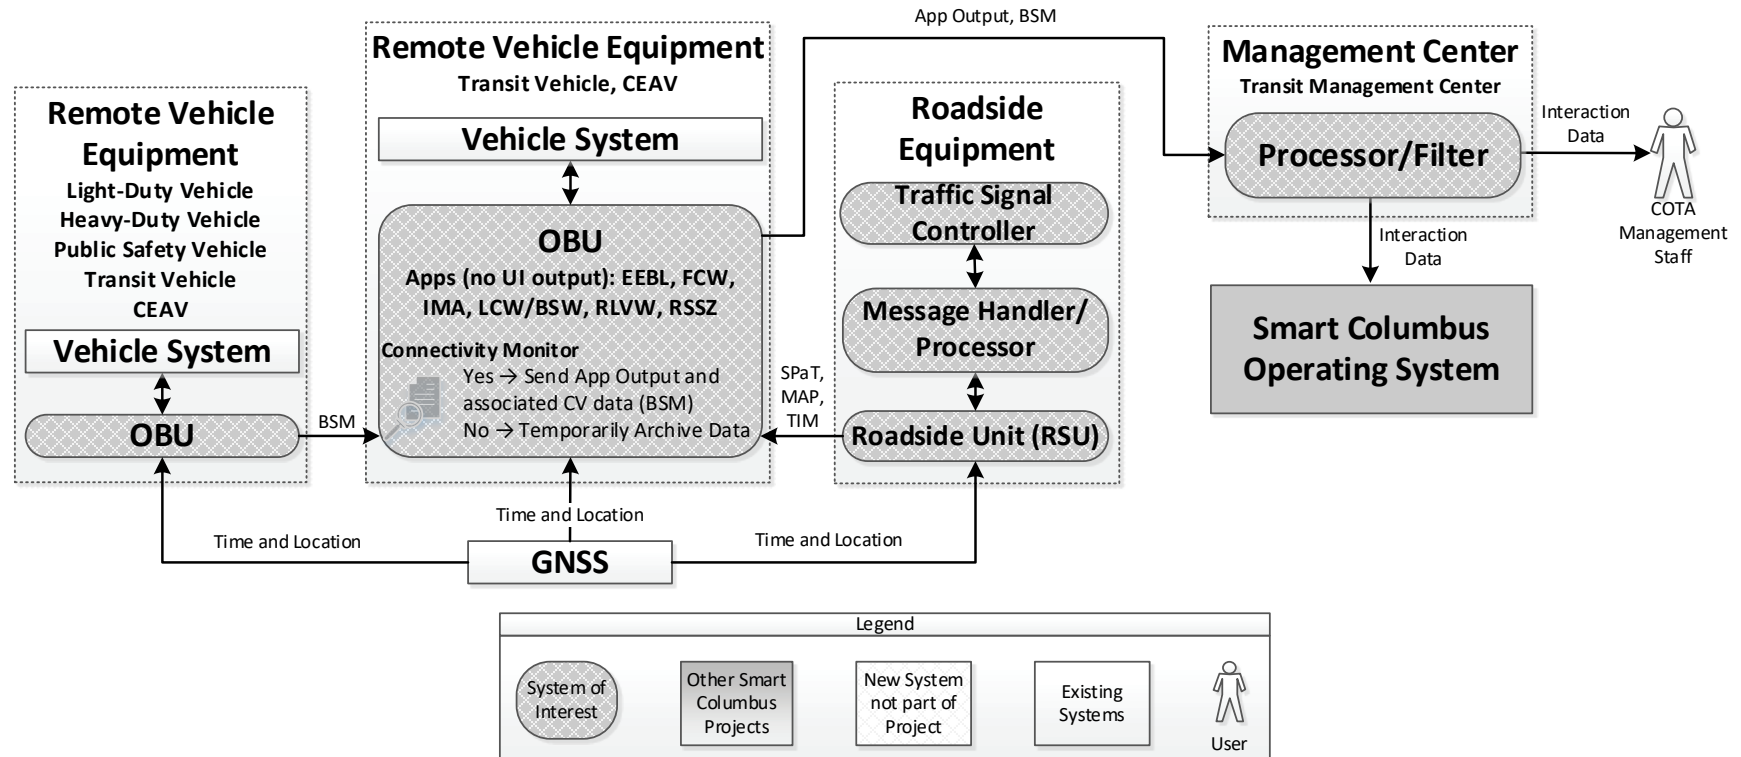 App Output, BSM
Remote Vehicle
Equipment
Light-Duty Vehicle
Heavy-Duty Vehicle
Public Safety Vehicle
Transit Vehicle
CEAV
Vehicle System
OBU
BSM
Remote Vehicle Equipment
Transit Vehicle, CEAV
Vehicle System
OBU
Apps (no UI output): EEBL, FCW,
IMA, LCW/BSW, RLVW, RSSZ
Connectivity Monitor
Yes → Send App Output and
associated CV data (BSM)
No → Temporarily Archive Data
SPaT,
MAP,
TIM
Roadside
Equipment
Traffic Signal
Controller
Message Handler/
Processor
Roadside Unit (RSU)
Management Center
Transit Management Center
Processor/Filter
Interaction
Data
COTA
Management
Staff
Interaction
Data
Smart Columbus
Operating System
Time and Location
Time and Location
Time and Location
GNSS
Legend
System of
Interest
Other Smart
Columbus
Projects
New System
not part of
Project
Existing
Systems
User